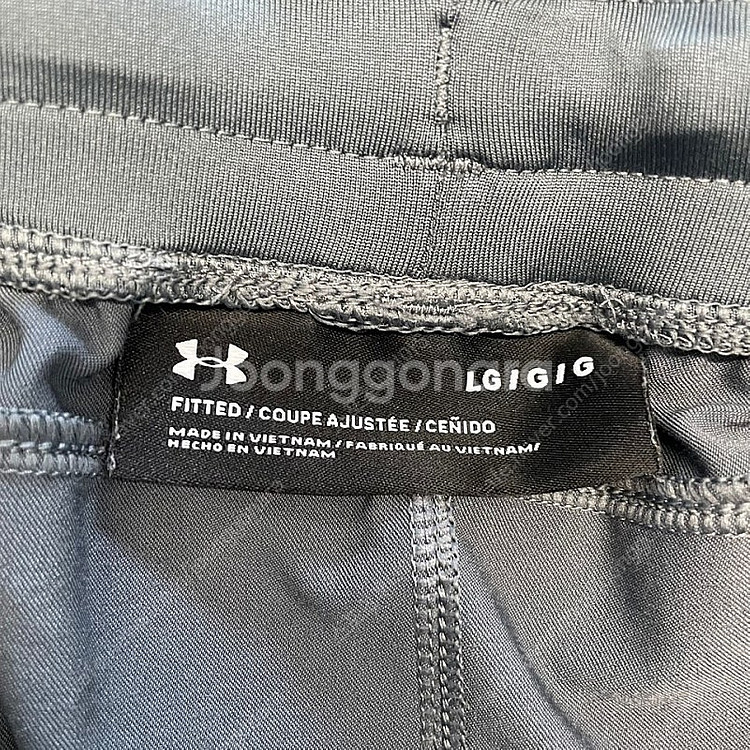 LG / G / G
FITTED / COUPE AJUSTÉE / CEÑIDO
MADE IN VIETNAM / FABRIQUÉ AU VIETNAM/
HECHO EN VIETNAM